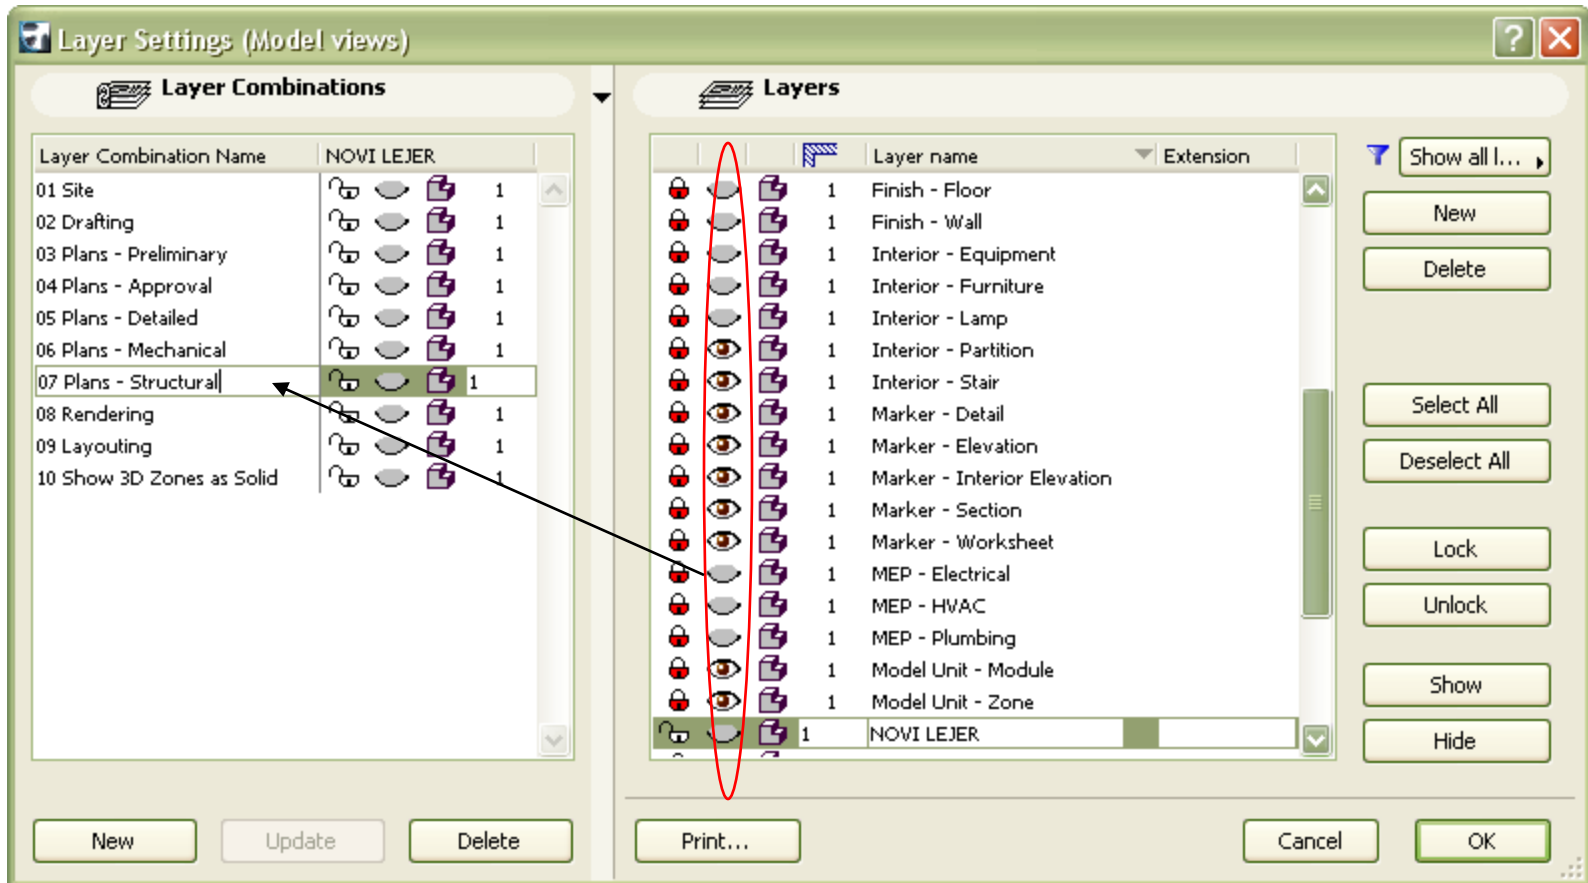 Layer Settings (Model views)
Layer Combinations
Layer Combination Name NOVI LEJER
01 Site 1
02 Drafting 1
03 Plans - Preliminary 1
04 Plans - Approval 1
05 Plans - Detailed 1
06 Plans - Mechanical 1
07 Plans - Structural 1
08 Rendering 1
09 Layouting 1
10 Show 3D Zones as Solid 1
New Update Delete
Layers
Layer name Extension
1 Finish - Floor
1 Finish - Wall
1 Interior - Equipment
1 Interior - Furniture
1 Interior - Lamp
1 Interior - Partition
1 Interior - Stair
1 Marker - Detail
1 Marker - Elevation
1 Marker - Interior Elevation
1 Marker - Section
1 Marker - Worksheet
1 MEP - Electrical
1 MEP - HVAC
1 MEP - Plumbing
1 Model Unit - Module
1 Model Unit - Zone
1 NOVI LEJER
Show all l...
New
Delete
Select All
Deselect All
Lock
Unlock
Show
Hide
Print... Cancel OK